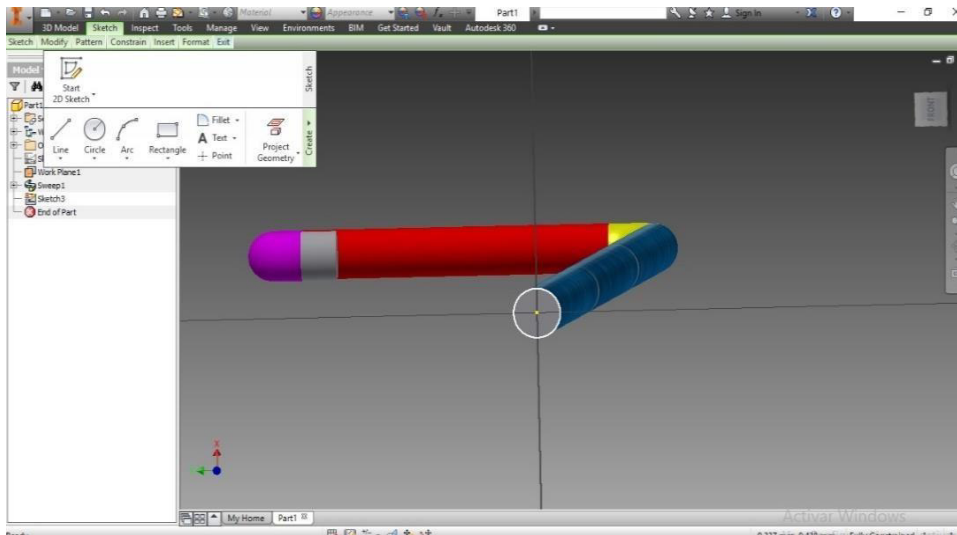 Material Appearance Part1 Sign In
3D Model Sketch Inspect Tools Manage View Environments BIM Get Started Vault Autodesk 360
Sketch Modify Pattern Constrain Insert Format Exit
Model
Start
2D Sketch
Sketch
Line
Circle
Arc
Rectangle
Fillet
Text
Point
Project
Geometry
Create
Part1
Work Plane1
Sweep1
Sketch3
End of Part
FRONT
X
My Home Part1
Activar Windows
Ready